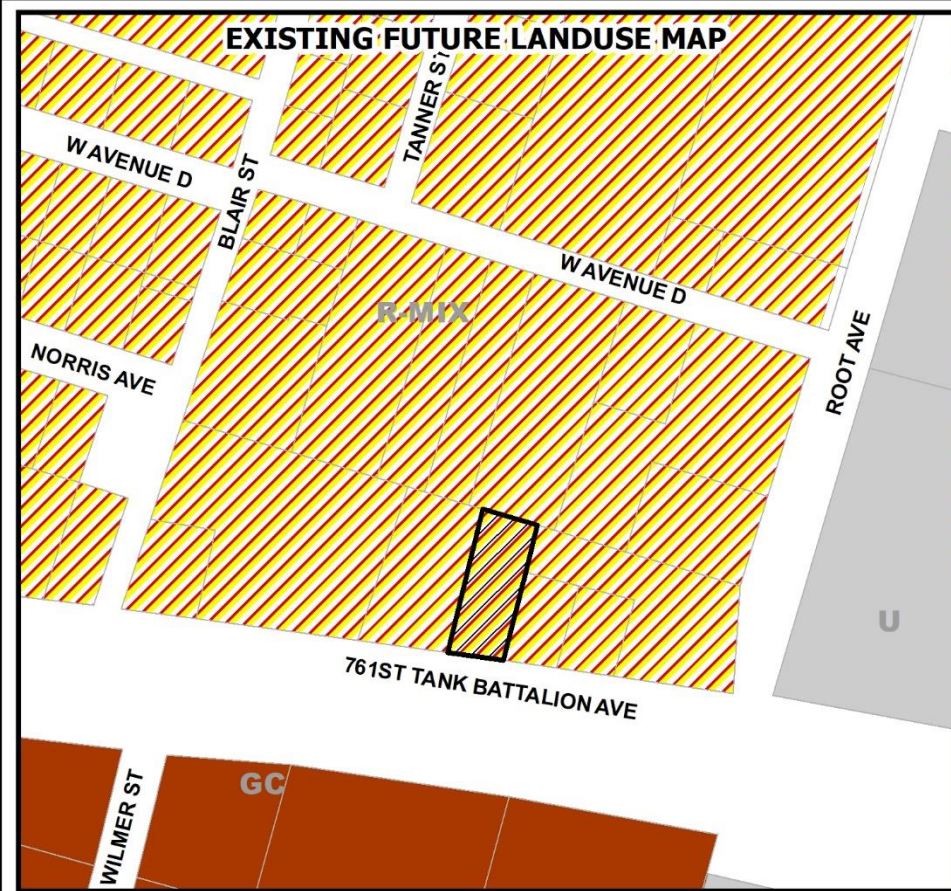 EXISTING FUTURE LANDUSE MAP
TANNER ST
W AVENUE D
BLAIR ST
W AVENUE D
R-MIX
NORRIS AVE
ROOT AVE
U
761ST TANK BATTALION AVE
GC
WILMER ST